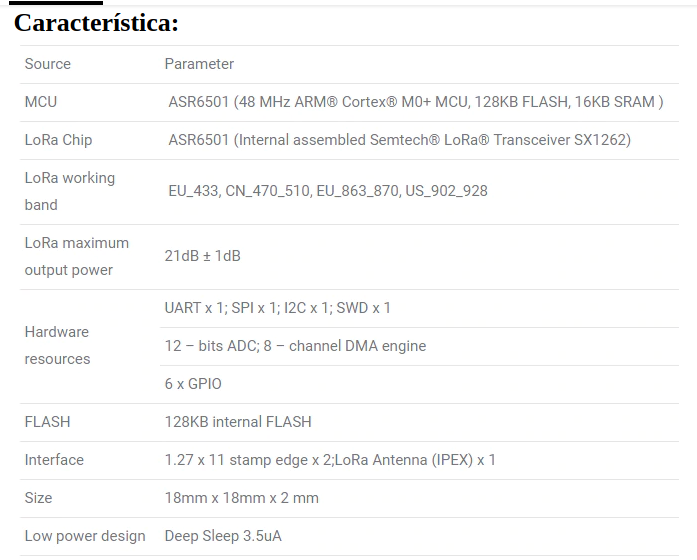 Característica:
Source Parameter
MCU ASR6501 (48 MHz ARM® Cortex® M0+ MCU, 128KB FLASH, 16KB SRAM )
LoRa Chip ASR6501 (Internal assembled Semtech® LoRa® Transceiver SX1262)
LoRa working
band
EU_433, CN_470_510, EU_863_870, US_902_928
LoRa maximum
output power
21dB ± 1dB
Hardware
resources
UART x 1; SPI x 1; I2C x 1; SWD x 1
12 – bits ADC; 8 – channel DMA engine
6 x GPIO
FLASH 128KB internal FLASH
Interface 1.27 x 11 stamp edge x 2;LoRa Antenna (IPEX) x 1
Size 18mm x 18mm x 2 mm
Low power design Deep Sleep 3.5uA